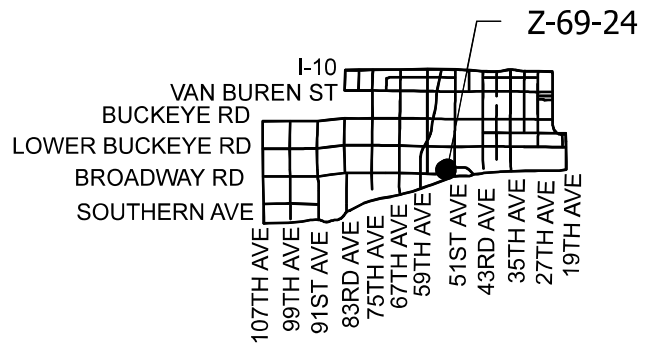 Z-69-24
I-10
VAN BUREN ST
BUCKEYE RD
LOWER BUCKEYE RD
BROADWAY RD
SOUTHERN AVE
107TH AVE
99TH AVE
91ST AVE
83RD AVE
75TH AVE
67TH AVE
59TH AVE
51ST AVE
43RD AVE
35TH AVE
27TH AVE
19TH AVE